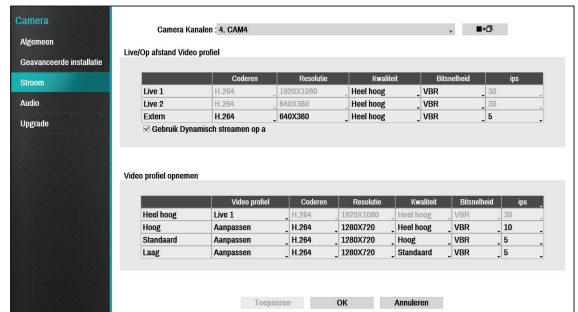 Camera
Algemeen
Geavanceerde installatie
Stroom
Audio
Upgrade
Camera Kanalen : 4. CAM4
Live/Op afstand Video profiel
Coderen Resolutie Kwaliteit Bitsnelheid ips
Live 1 H.264 1920X1080 Heel hoog VBR 30
Live 2 H.264 640X360 Heel hoog VBR 30
Extern H.264 640X360 Heel hoog VBR 5
Gebruik Dynamisch streamen op a
Video profiel opnemen
Video profiel Coderen Resolutie Kwaliteit Bitsnelheid ips
Heel hoog Live 1 H.264 1920X1080 Heel hoog VBR 30
Hoog Aanpassen H.264 1280X720 Heel hoog VBR 10
Standaard Aanpassen H.264 1280X720 Hoog VBR 5
Laag Aanpassen H.264 1280X720 Standaard VBR 5
Toepassen OK Annuleren